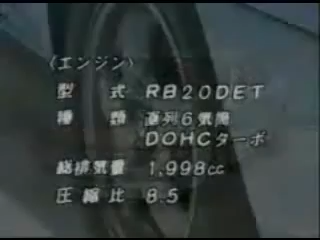 〈エンジン〉
型 式 RB20DET
種 類 直列6気筒
DOHCターボ
総排気量 1,998cc
圧縮比 8.5